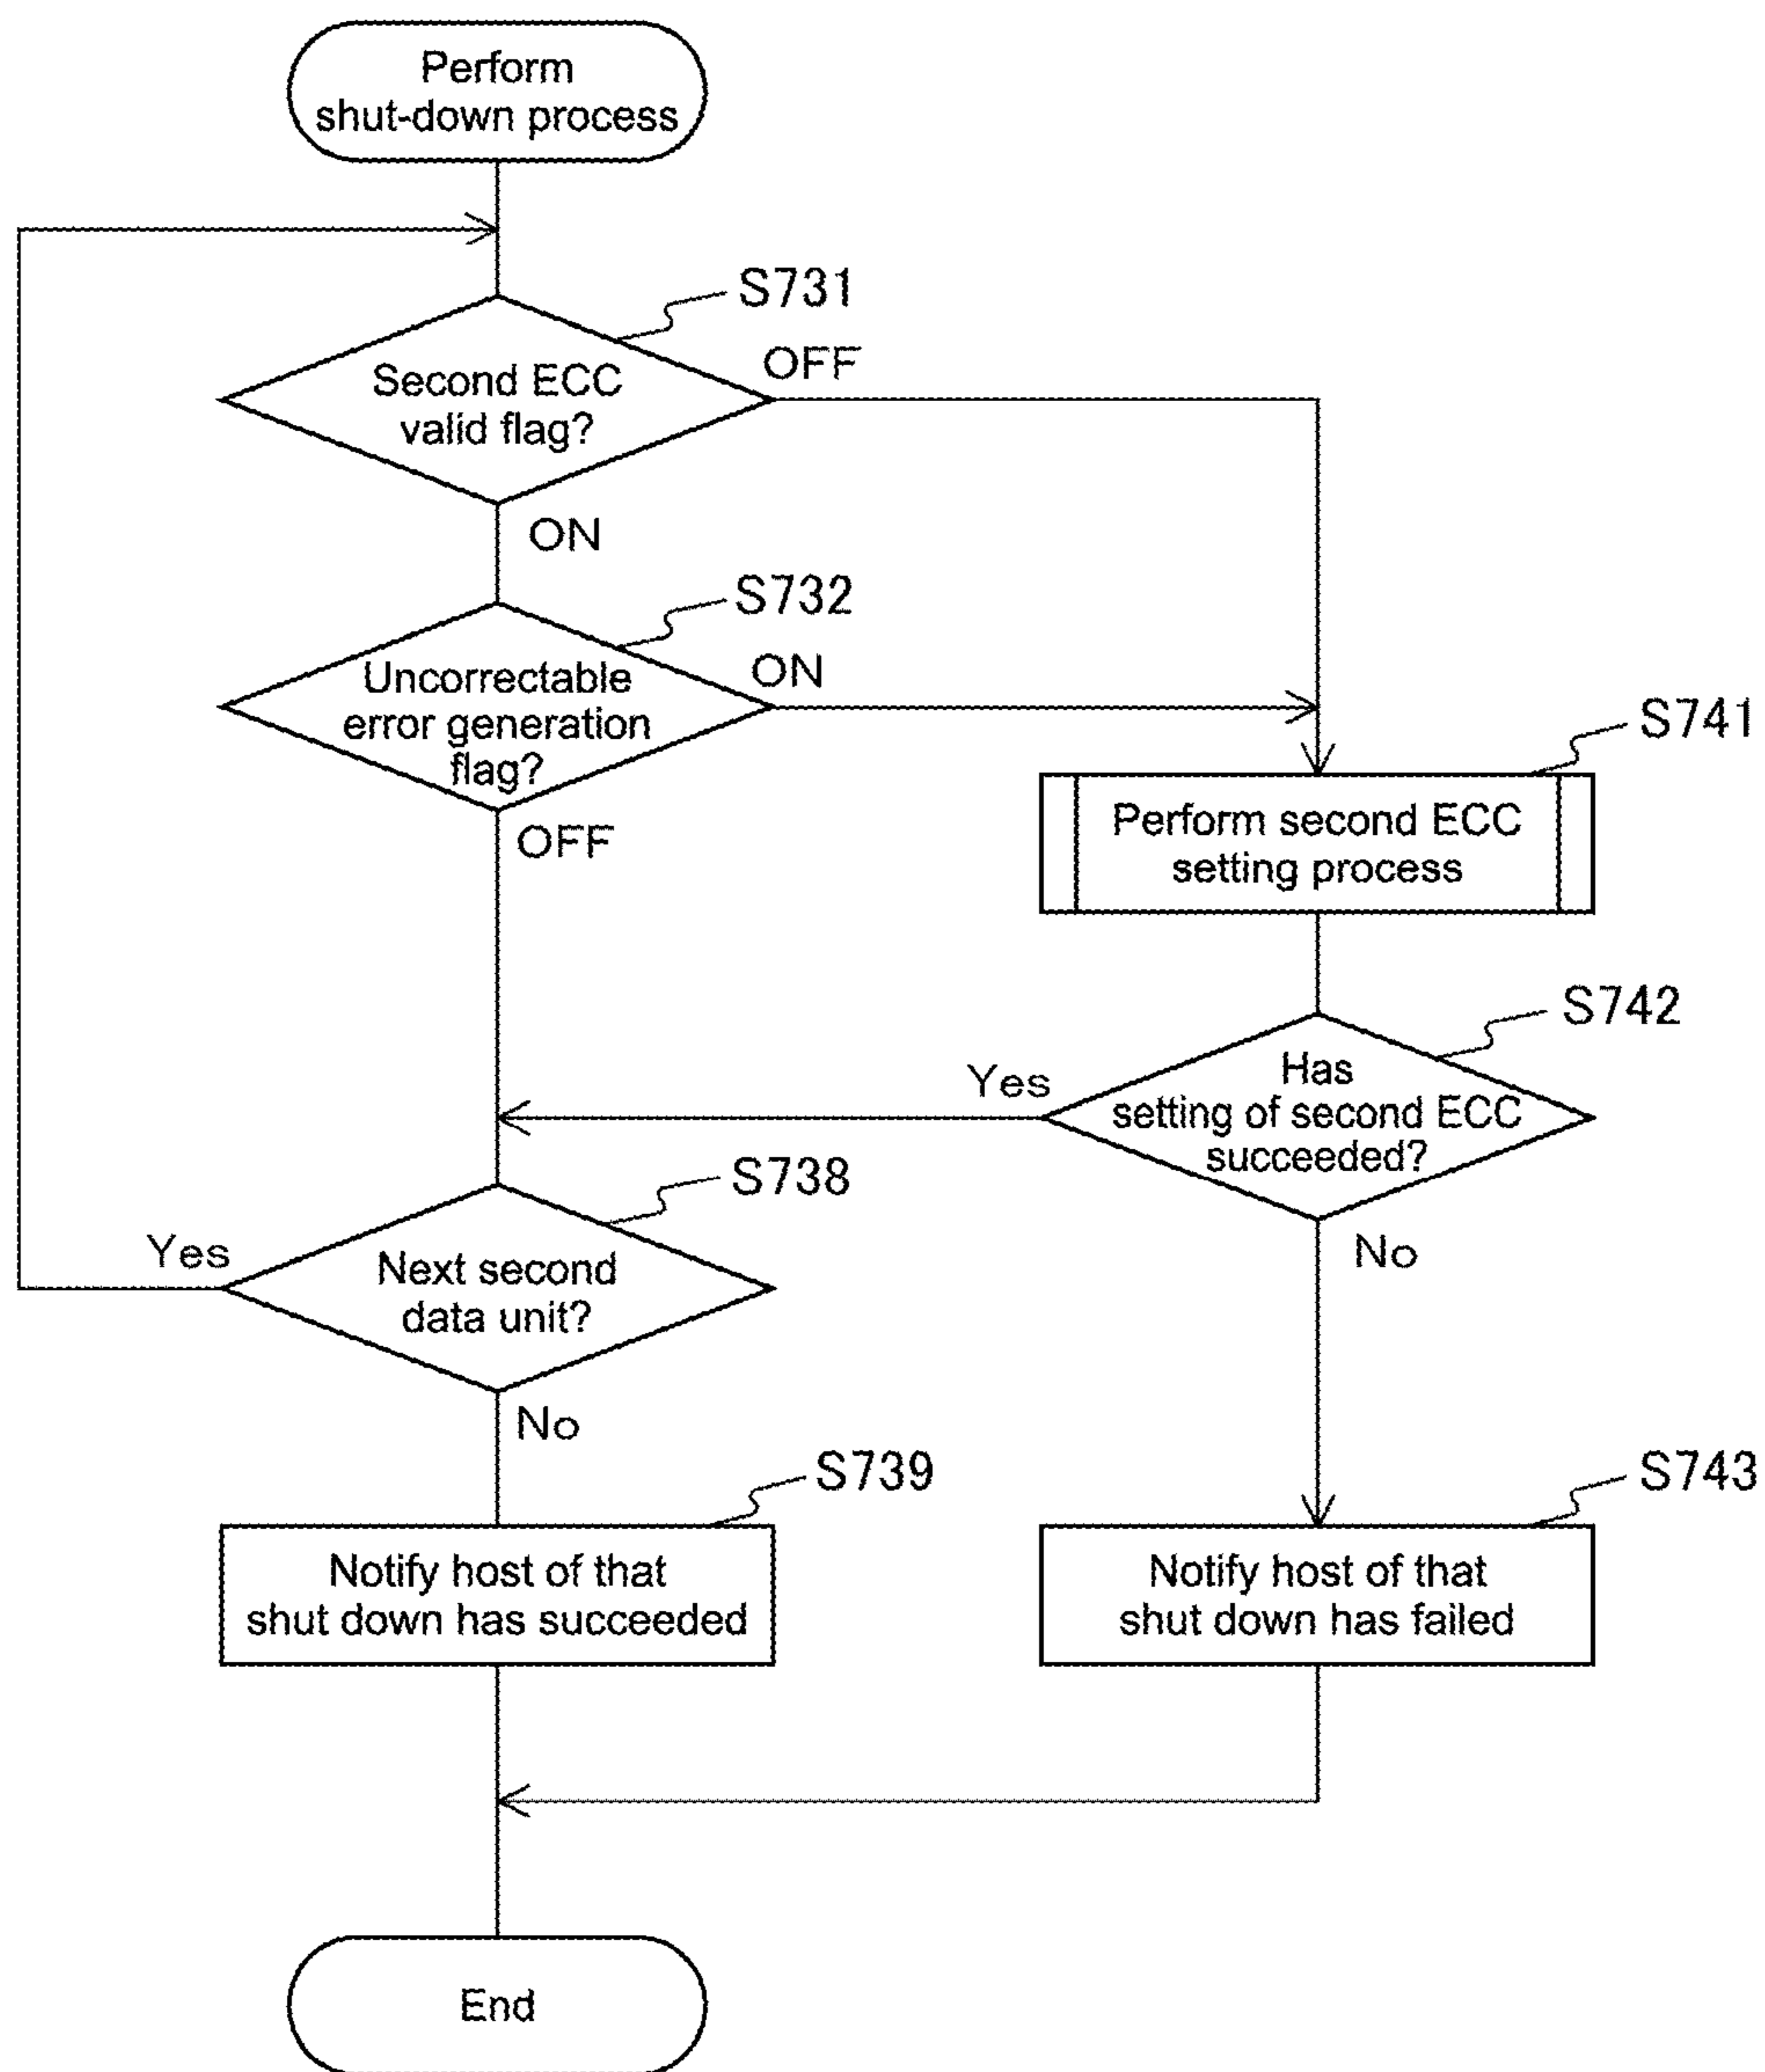 Perform
shut-down process
S731
Second ECC
valid flag?
OFF
ON
S732
Uncorrectable
error generation
flag?
ON
OFF
S741
Perform second ECC
setting process
S742
Has
setting of second ECC
succeeded?
Yes
No
S738
Next second
data unit?
Yes
No
S739
Notify host of that
shut down has succeeded
S743
Notify host of that
shut down has failed
End